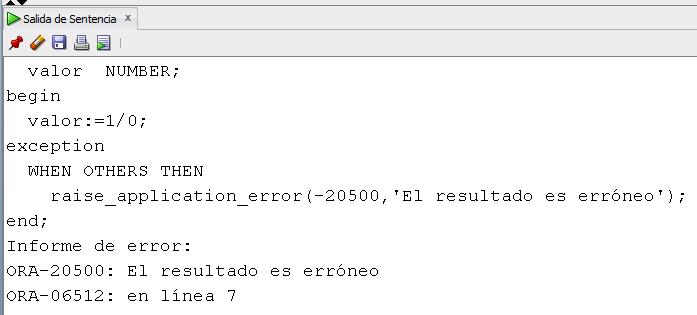 Salida de Sentencia x
valor NUMBER;
begin
valor:=1/0;
exception
WHEN OTHERS THEN
raise_application_error(-20500,'El resultado es erróneo');
end;
Informe de error:
ORA-20500: El resultado es erróneo
ORA-06512: en línea 7